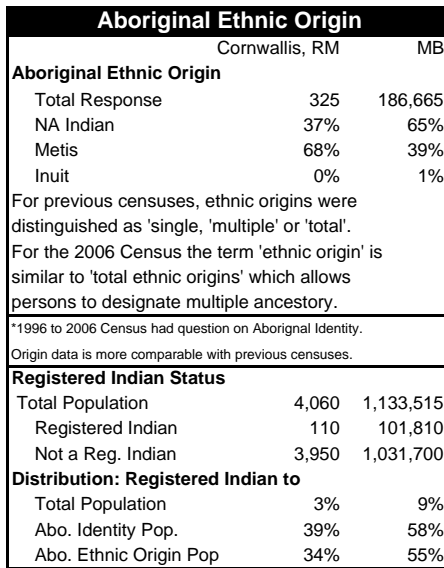 Aboriginal Ethnic Origin
Cornwallis, RM MB
Aboriginal Ethnic Origin
Total Response 325 186,665
NA Indian 37% 65%
Metis 68% 39%
Inuit 0% 1%
For previous censuses, ethnic origins were
distinguished as 'single, 'multiple' or 'total'.
For the 2006 Census the term 'ethnic origin' is
similar to 'total ethnic origins' which allows
persons to designate multiple ancestory.
*1996 to 2006 Census had question on Aborignal Identity.
Origin data is more comparable with previous censuses.
Registered Indian Status
Total Population 4,060 1,133,515
Registered Indian 110 101,810
Not a Reg. Indian 3,950 1,031,700
Distribution: Registered Indian to
Total Population 3% 9%
Abo. Identity Pop. 39% 58%
Abo. Ethnic Origin Pop 34% 55%